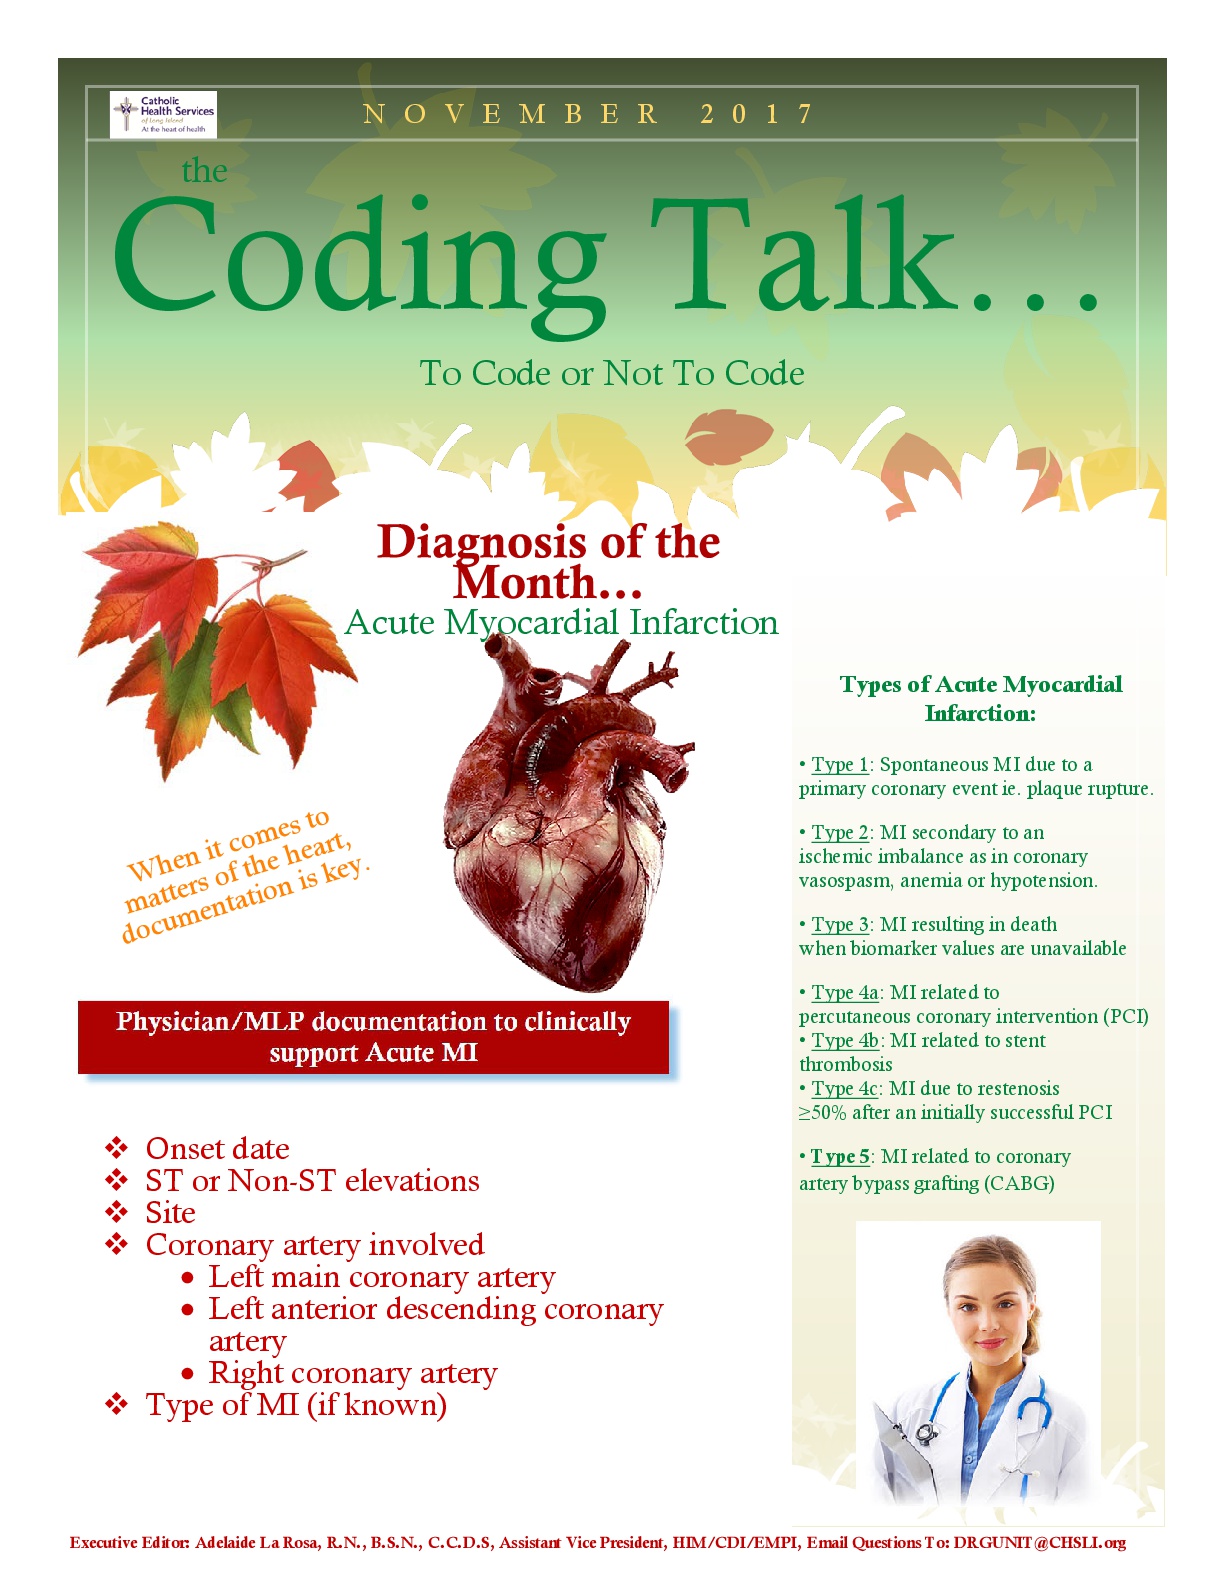 Catholic
Health Services
of Long Island
At the heart of health
NOVEMBER 2017
the
Coding Talk…
To Code or Not To Code
Diagnosis of the
Month…
Acute Myocardial Infarction
When it comes to
matters of the heart,
documentation is key.
Physician/MLP documentation to clinically
support Acute MI
❖ Onset date
❖ ST or Non-ST elevations
❖ Site
❖ Coronary artery involved
• Left main coronary artery
• Left anterior descending coronary
artery
• Right coronary artery
❖ Type of MI (if known)
Types of Acute Myocardial
Infarction:
• Type 1: Spontaneous MI due to a
primary coronary event ie. plaque rupture.
• Type 2: MI secondary to an
ischemic imbalance as in coronary
vasospasm, anemia or hypotension.
• Type 3: MI resulting in death
when biomarker values are unavailable
• Type 4a: MI related to
percutaneous coronary intervention (PCI)
• Type 4b: MI related to stent
thrombosis
• Type 4c: MI due to restenosis
≥50% after an initially successful PCI
• Type 5: MI related to coronary
artery bypass grafting (CABG)
Executive Editor: Adelaide La Rosa, R.N., B.S.N., C.C.D.S, Assistant Vice President, HIM/CDI/EMPI, Email Questions To: DRGUNIT@CHSLI.org